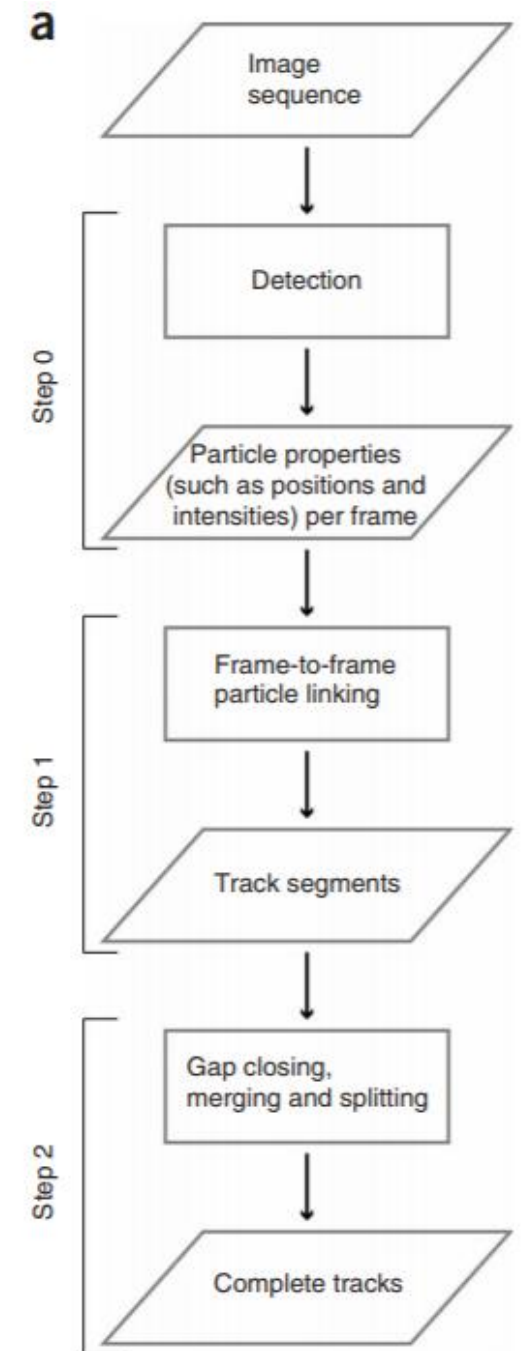 a
Image
sequence
Step 0
Detection
Particle properties
(such as positions and
intensities) per frame
Step 1
Frame-to-frame
particle linking
Track segments
Step 2
Gap closing,
merging and splitting
Complete tracks